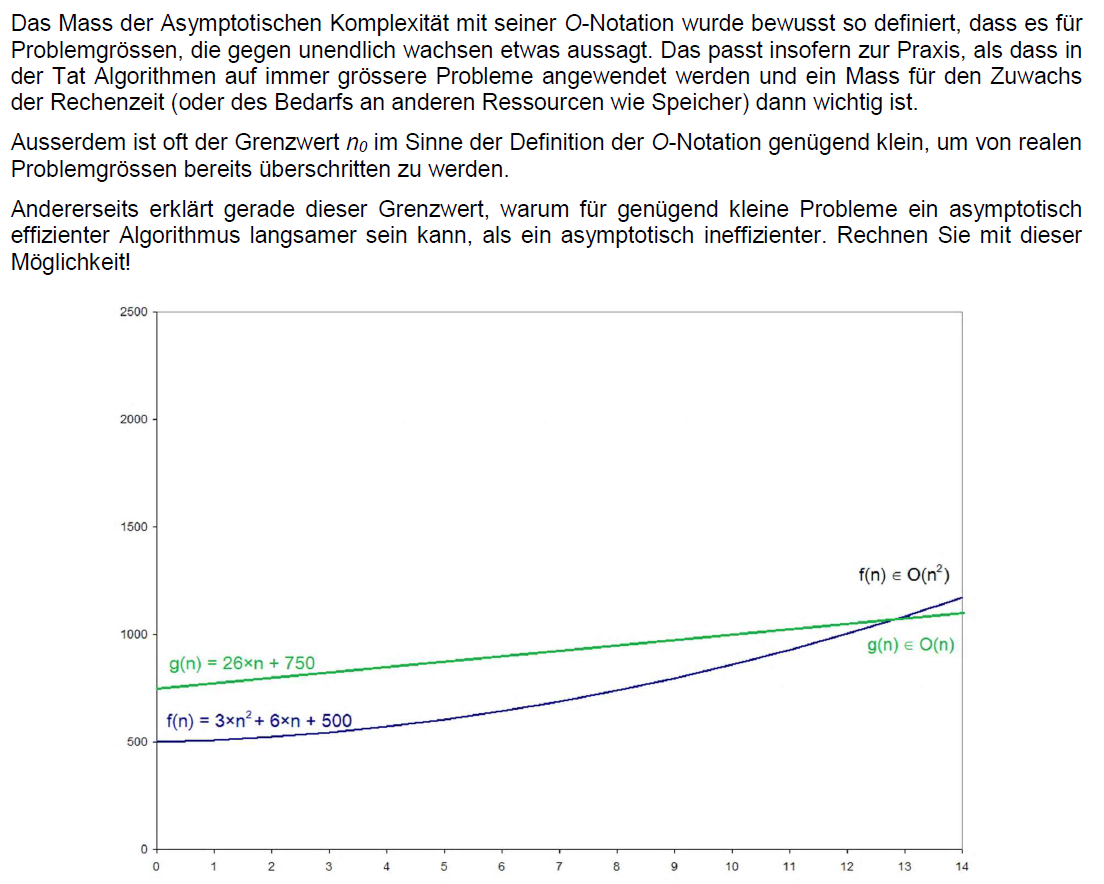 Das Mass der Asymptotischen Komplexität mit seiner O-Notation wurde bewusst so definiert, dass es für
Problemgrössen, die gegen unendlich wachsen etwas aussagt. Das passt insofern zur Praxis, als dass in
der Tat Algorithmen auf immer grössere Probleme angewendet werden und ein Mass für den Zuwachs
der Rechenzeit (oder des Bedarfs an anderen Ressourcen wie Speicher) dann wichtig ist.
Ausserdem ist oft der Grenzwert n₀ im Sinne der Definition der O-Notation genügend klein, um von realen
Problemgrössen bereits überschritten zu werden.
Andererseits erklärt gerade dieser Grenzwert, warum für genügend kleine Probleme ein asymptotisch
effizienter Algorithmus langsamer sein kann, als ein asymptotisch ineffizienter. Rechnen Sie mit dieser
Möglichkeit!
2500
2000
1500
f(n) ∈ O(n²)
1000
g(n) ∈ O(n)
g(n) = 26×n + 750
f(n) = 3×n² + 6×n + 500
500
0
0 1 2 3 4 5 6 7 8 9 10 11 12 13 14